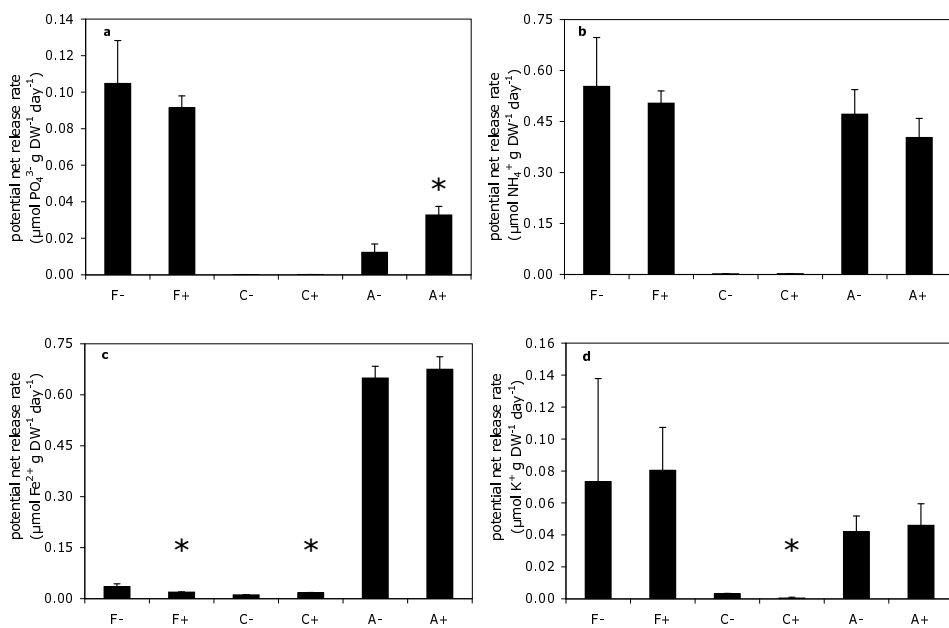 a
potential net release rate
(µmol PO₄³⁻ g DW⁻¹ day⁻¹)
0.14
0.12
0.10
0.08
0.06
0.04
0.02
0.00
*
F- F+ C- C+ A- A+
b
potential net release rate
(µmol NH₄⁺ g DW⁻¹ day⁻¹)
0.75
0.60
0.45
0.30
0.15
0.00
F- F+ C- C+ A- A+
c
potential net release rate
(µmol Fe²⁺ g DW⁻¹ day⁻¹)
0.75
0.60
0.45
0.30
0.15
0.00
* *
F- F+ C- C+ A- A+
d
potential net release rate
(µmol K⁺ g DW⁻¹ day⁻¹)
0.16
0.14
0.12
0.10
0.08
0.06
0.04
0.02
0.00
*
F- F+ C- C+ A- A+